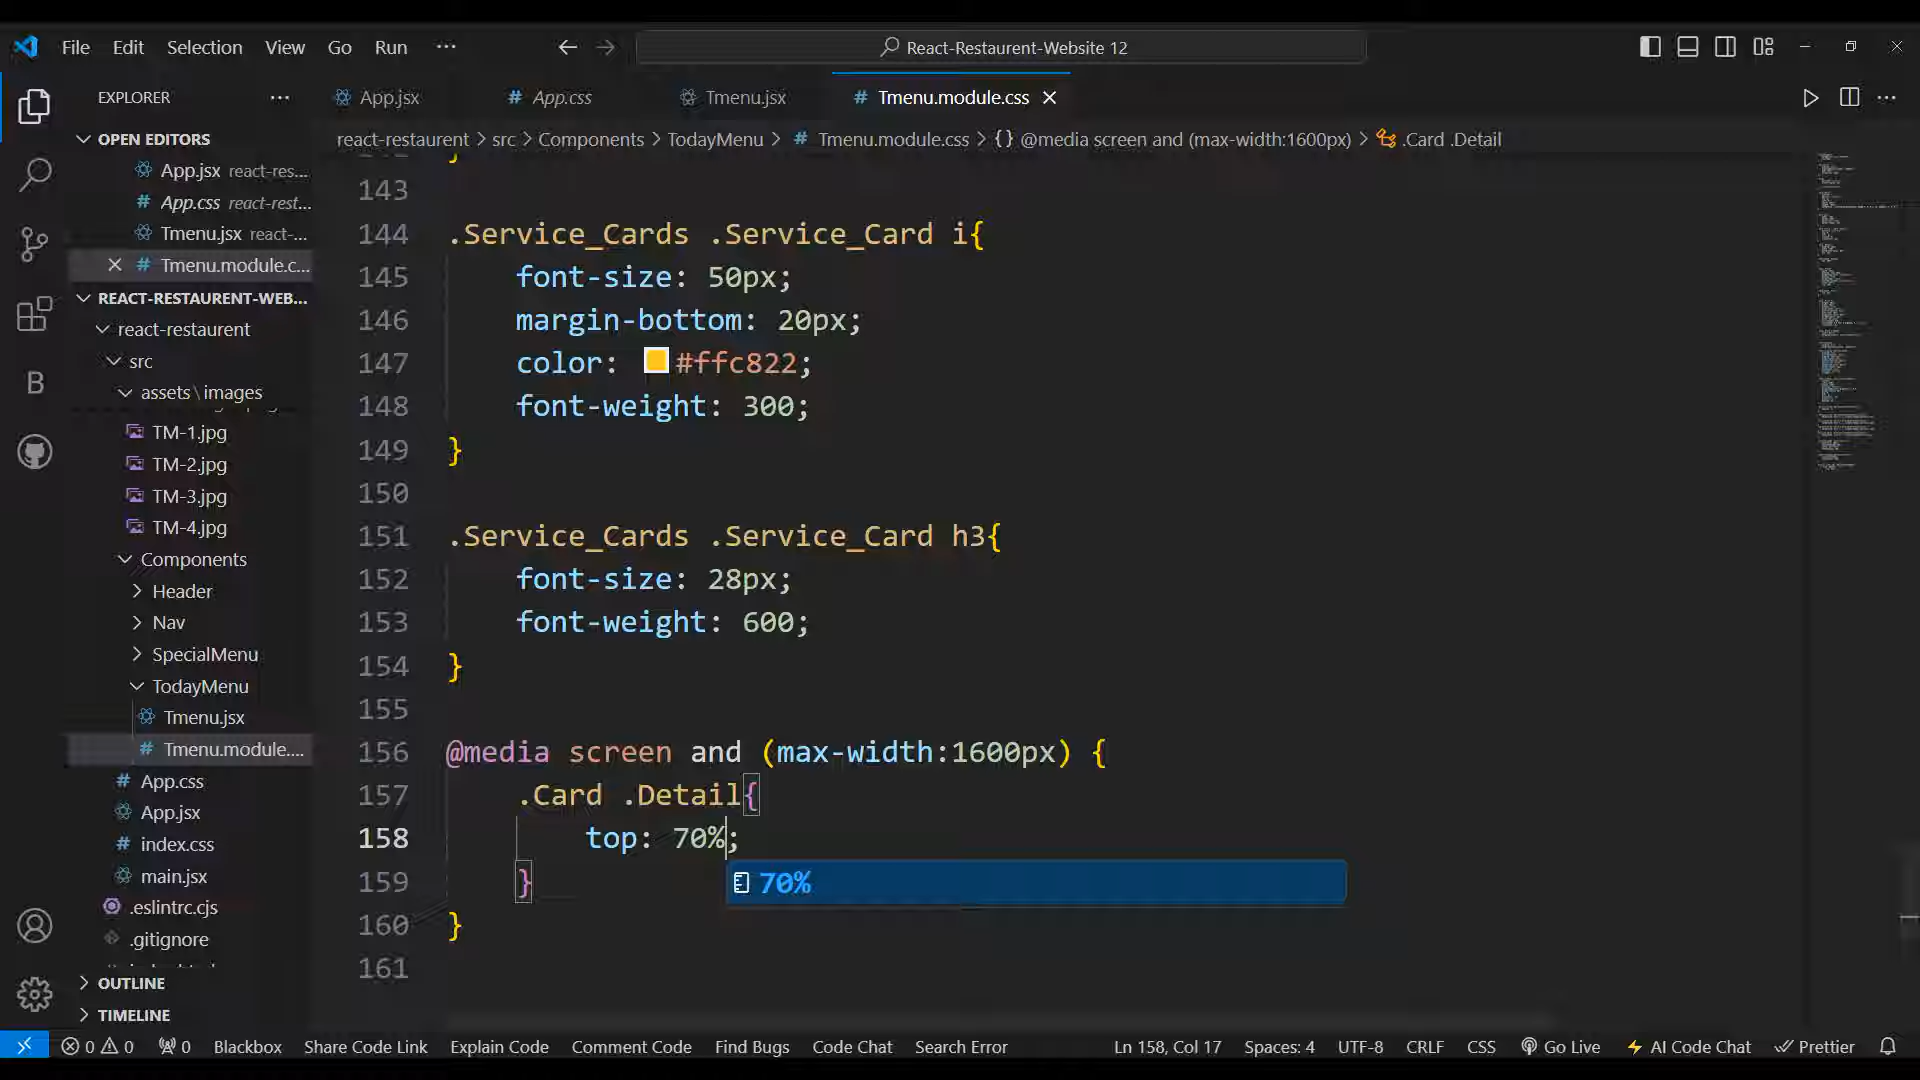 File Edit Selection View Go Run ···
React-Restaurent-Website 12
EXPLORER ···
App.jsx
# App.css
Tmenu.jsx
# Tmenu.module.css
OPEN EDITORS
App.jsx react-res...
# App.css react-rest...
Tmenu.jsx react-...
# Tmenu.module.c...
REACT-RESTAURENT-WEB...
react-restaurent
src
assets\images
TM-1.jpg
TM-2.jpg
TM-3.jpg
TM-4.jpg
Components
Header
Nav
SpecialMenu
TodayMenu
Tmenu.jsx
# Tmenu.module....
# App.css
App.jsx
# index.css
main.jsx
.eslintrc.cjs
.gitignore
OUTLINE
TIMELINE
react-restaurent > src > Components > TodayMenu > # Tmenu.module.css > {} @media screen and (max-width:1600px) > .Card .Detail
143
144 .Service_Cards .Service_Card i{
145 font-size: 50px;
146 margin-bottom: 20px;
147 color: #ffc822;
148 font-weight: 300;
149 }
150
151 .Service_Cards .Service_Card h3{
152 font-size: 28px;
153 font-weight: 600;
154 }
155
156 @media screen and (max-width:1600px) {
157 .Card .Detail{
158 top: 70%;
70%
159 }
160 }
161
0 0 0 Blackbox Share Code Link Explain Code Comment Code Find Bugs Code Chat Search Error Ln 158, Col 17 Spaces: 4 UTF-8 CRLF CSS Go Live AI Code Chat Prettier